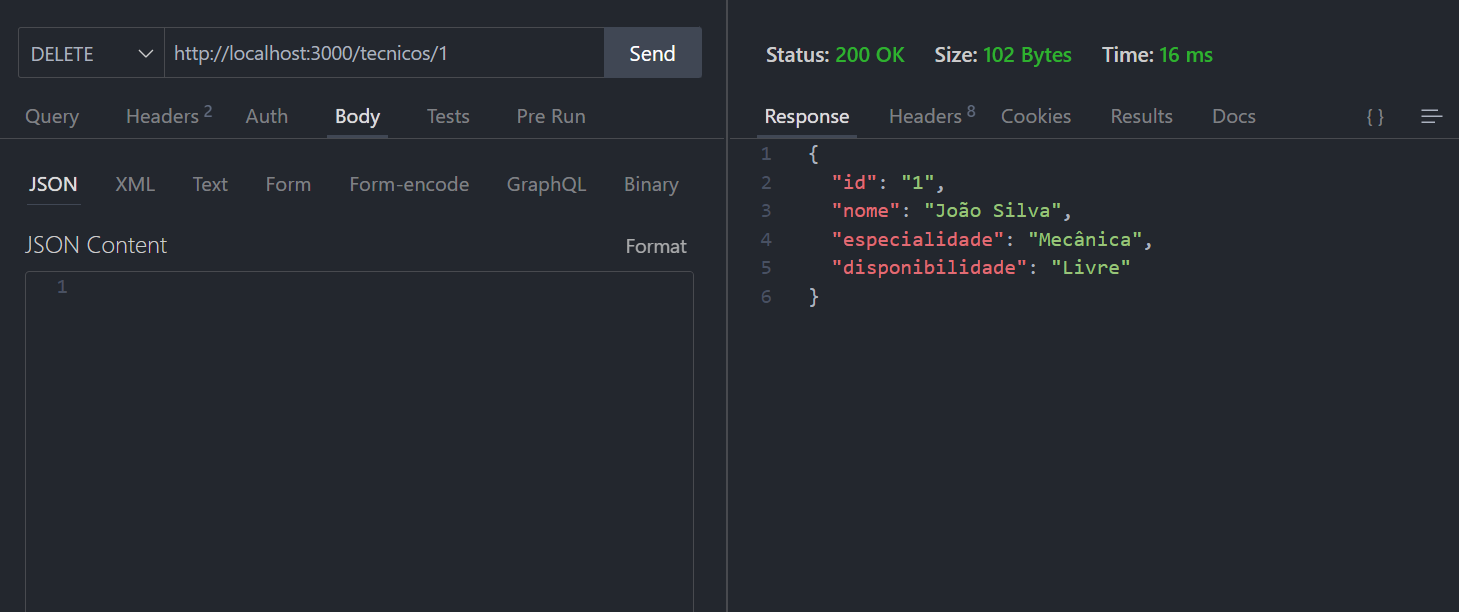 DELETE http://localhost:3000/tecnicos/1 Send
Query Headers 2 Auth Body Tests Pre Run
JSON XML Text Form Form-encode GraphQL Binary
JSON Content Format
1
Status: 200 OK Size: 102 Bytes Time: 16 ms
Response Headers 8 Cookies Results Docs { }
1 {
2 "id": "1",
3 "nome": "João Silva",
4 "especialidade": "Mecânica",
5 "disponibilidade": "Livre"
6 }